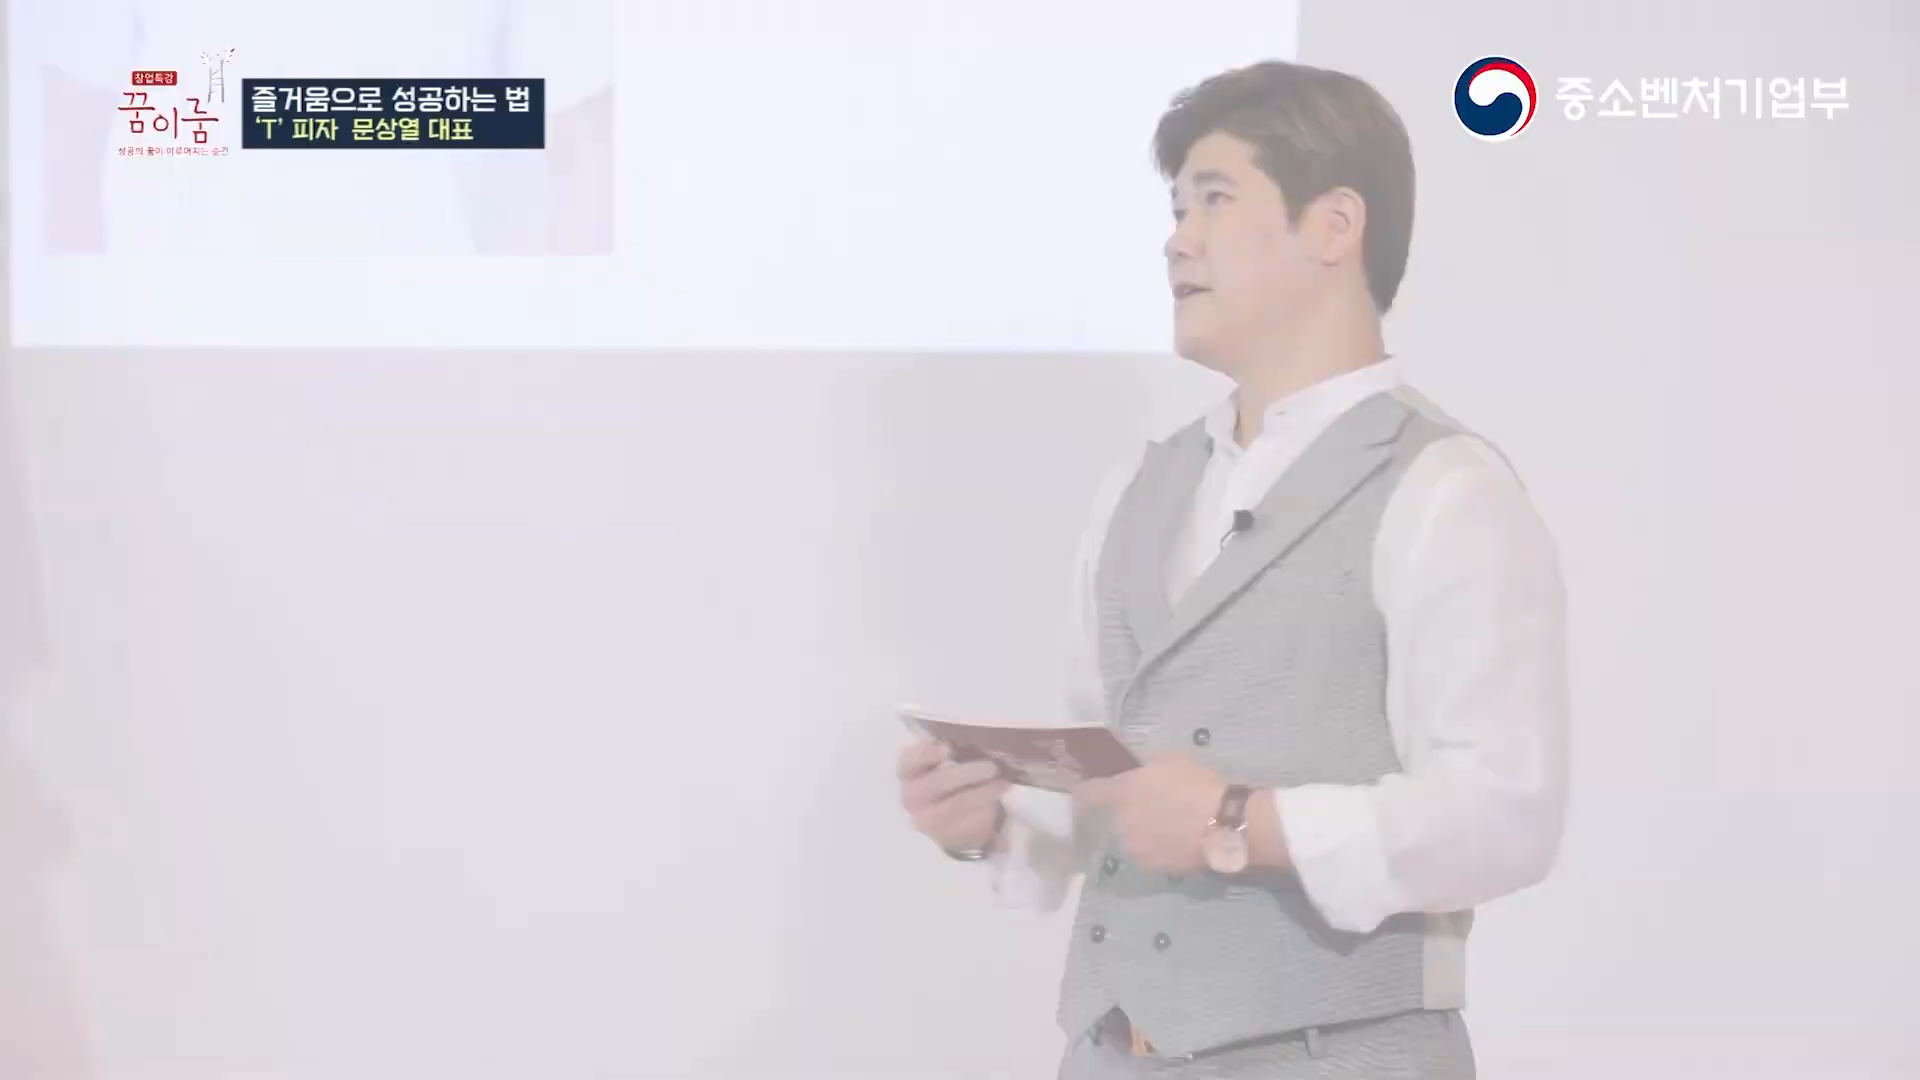 창업특강
꿈이룸
성공의 꿈이 이루어지는 순간
즐거움으로 성공하는 법
‘T’ 피자 문상열 대표
중소벤처기업부